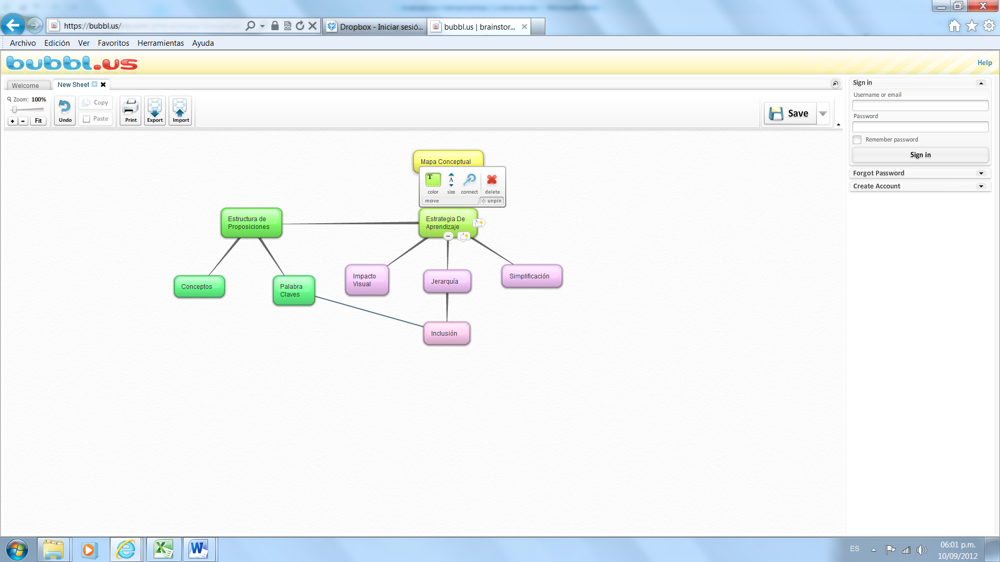 https://bubbl.us/
Dropbox - Iniciar sesió...
bubbl.us | brainstor...
Archivo Edición Ver Favoritos Herramientas Ayuda
bubbl.us
Help
Welcome
New Sheet
Zoom: 100%
+ - Fit
Undo
Copy
Paste
Print
Export
Import
Save
Sign in
Username or email
Password
Remember password
Sign in
Forgot Password
Create Account
Mapa Conceptual
T
A
color size connect delete
move unpin
Estructura de
Proposiciones
Estrategia De
Aprendizaje
Conceptos
Palabra
Claves
Impacto
Visual
Jerarquía
Simplificación
Inclusión
ES
06:01 p.m.
10/09/2012